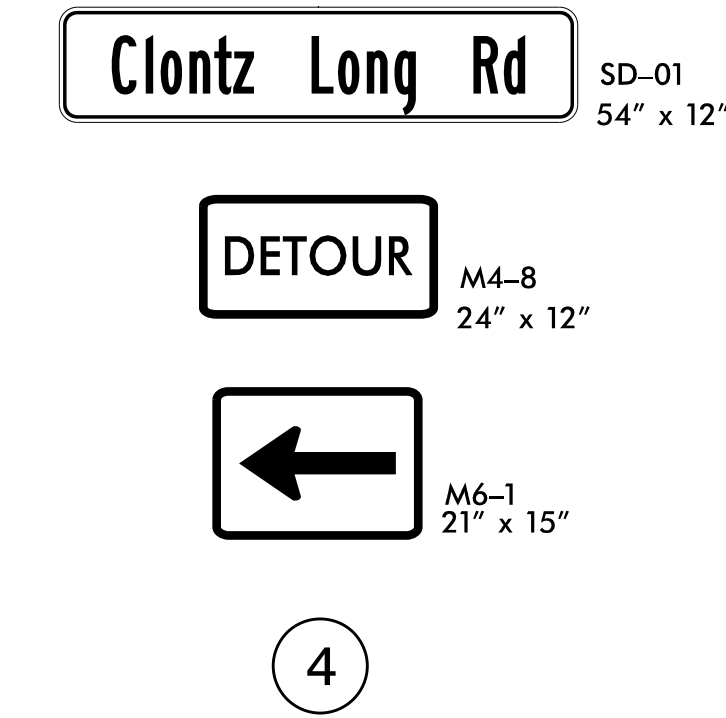 Clontz Long Rd
SD–01
54” x 12”
DETOUR
M4–8
24” x 12”
M6–1
21” x 15”
4